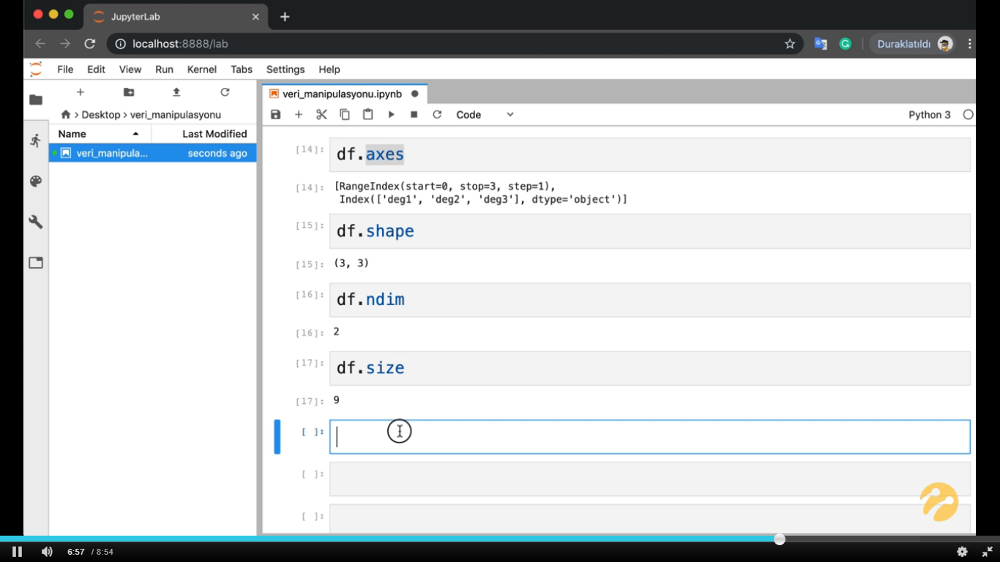 JupyterLab
localhost:8888/lab
Duraklatıldı
File Edit View Run Kernel Tabs Settings Help
veri_manipulasyonu.ipynb
Desktop > veri_manipulasyonu
Code
Python 3
Name Last Modified
veri_manipula... seconds ago
[14]: df.axes
[14]: [RangeIndex(start=0, stop=3, step=1),
Index(['deg1', 'deg2', 'deg3'], dtype='object')]
[15]: df.shape
[15]: (3, 3)
[16]: df.ndim
[16]: 2
[17]: df.size
[17]: 9
[ ]:
[ ]:
[ ]:
6:57 / 8:54